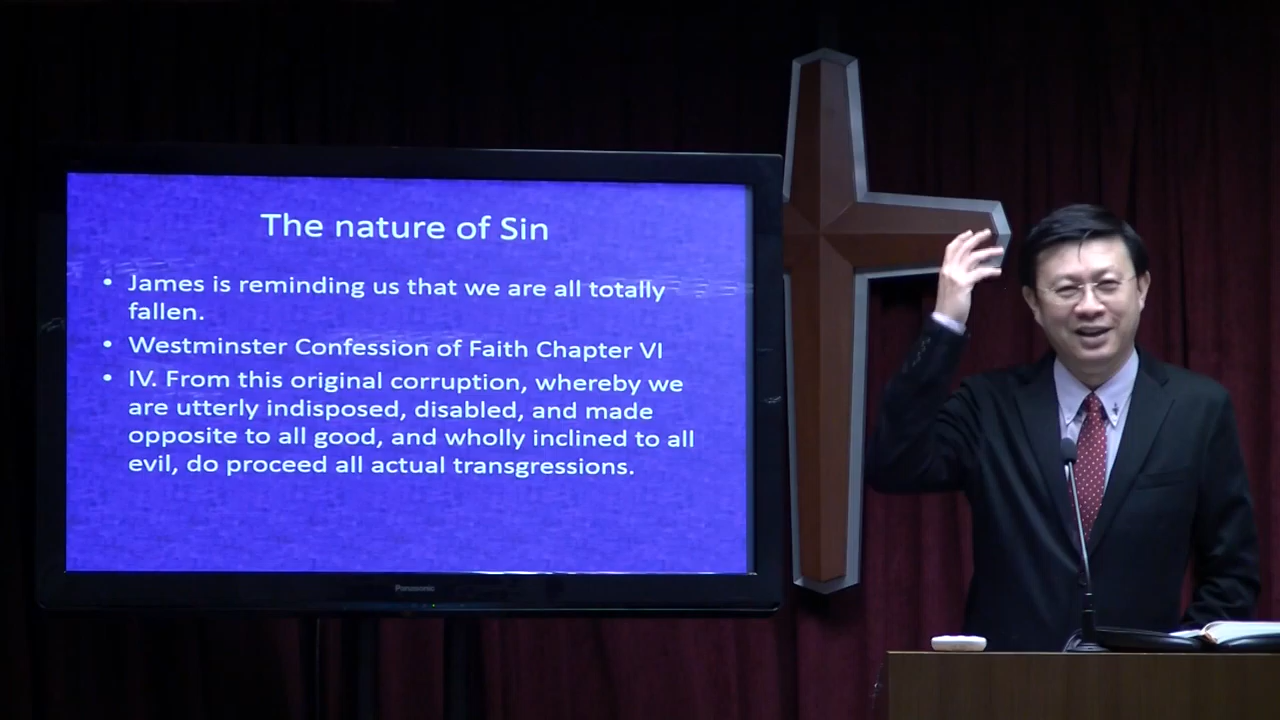 The nature of Sin
• James is reminding us that we are all totally
fallen.
• Westminster Confession of Faith Chapter VI
• IV. From this original corruption, whereby we
are utterly indisposed, disabled, and made
opposite to all good, and wholly inclined to all
evil, do proceed all actual transgressions.
Panasonic